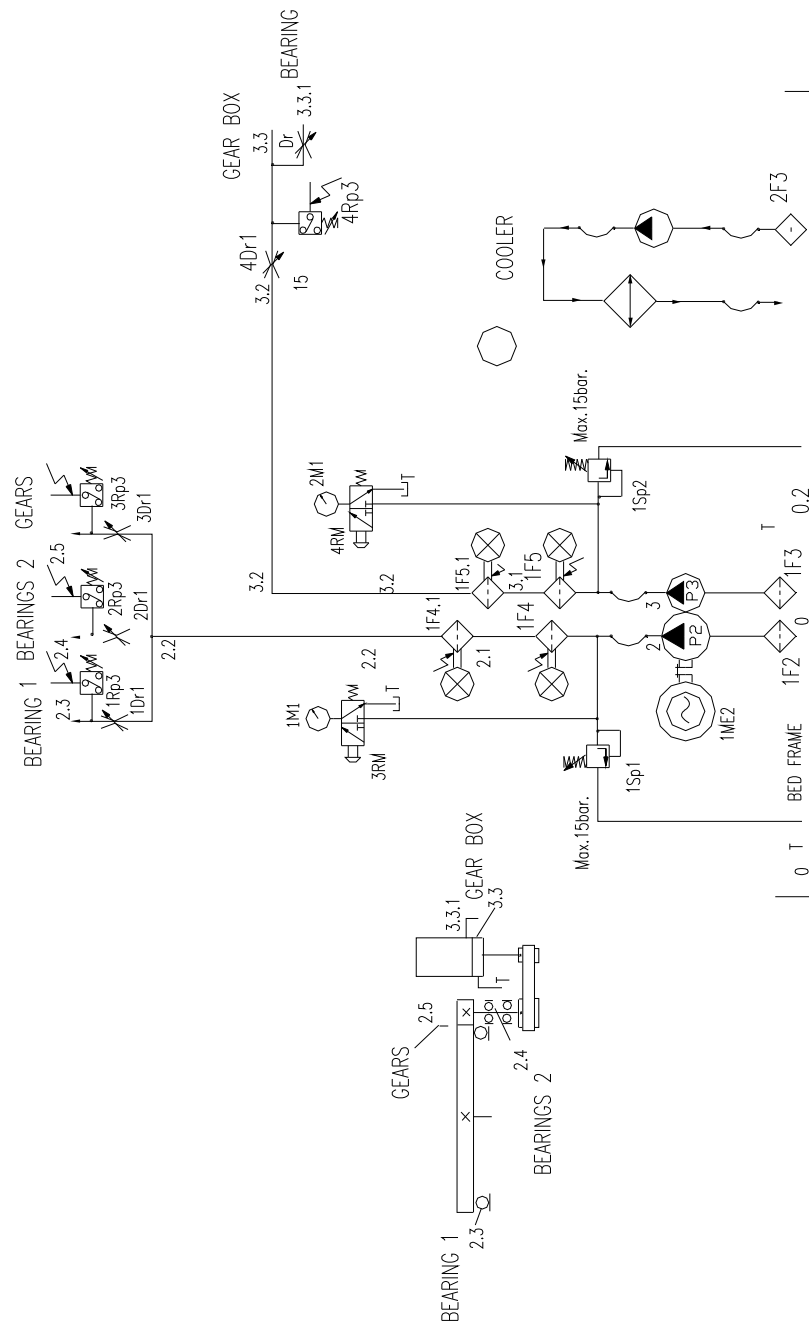 BEARING 1
BEARINGS 2
GEARS
2.3
2.4
2.5
1Rp3
2Rp3
3Rp3
1Dr1
2Dr1
3Dr1
2.2
GEAR BOX
BEARING
3.3
3.3.1
Dr
4Dr1
3.2
15
4Rp3
3.2
3.2
2.2
1M1
2M1
T
T
3RM
4RM
1F4.1
1F5.1
2.1
3.1
1F4
1F5
COOLER
2F3
Max.15bar.
Max.15bar.
1Sp1
1Sp2
2
3
P2
P3
1ME2
1F2
1F3
BED FRAME
0
T
0
T
0.2
GEARS
2.5
3.3.1
GEAR BOX
3.3
T
2.4
BEARINGS 2
BEARING 1
2.3